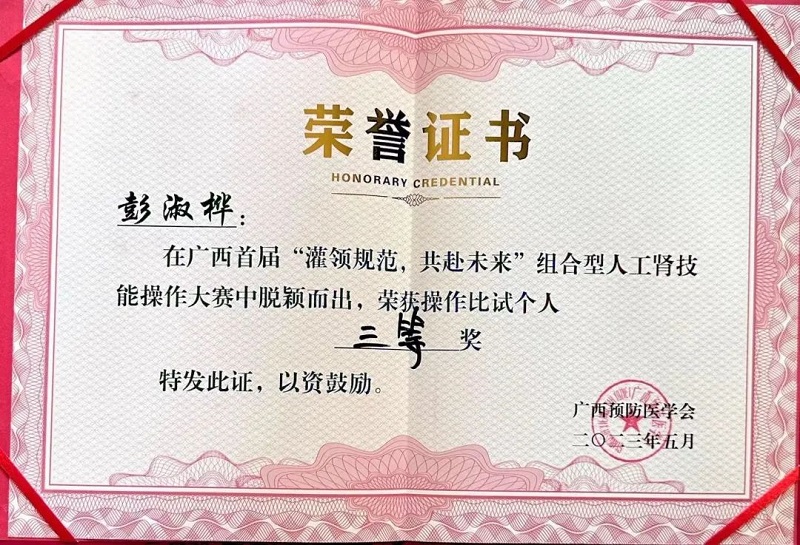 荣誉证书
HONORARY CREDENTIAL
彭淑桦：
在广西首届“灌领规范，共赴未来”组合型人工肾技
能操作大赛中脱颖而出，荣获操作比试个人
三等奖
特发此证，以资鼓励。
广西预防医学会
二〇二三年五月